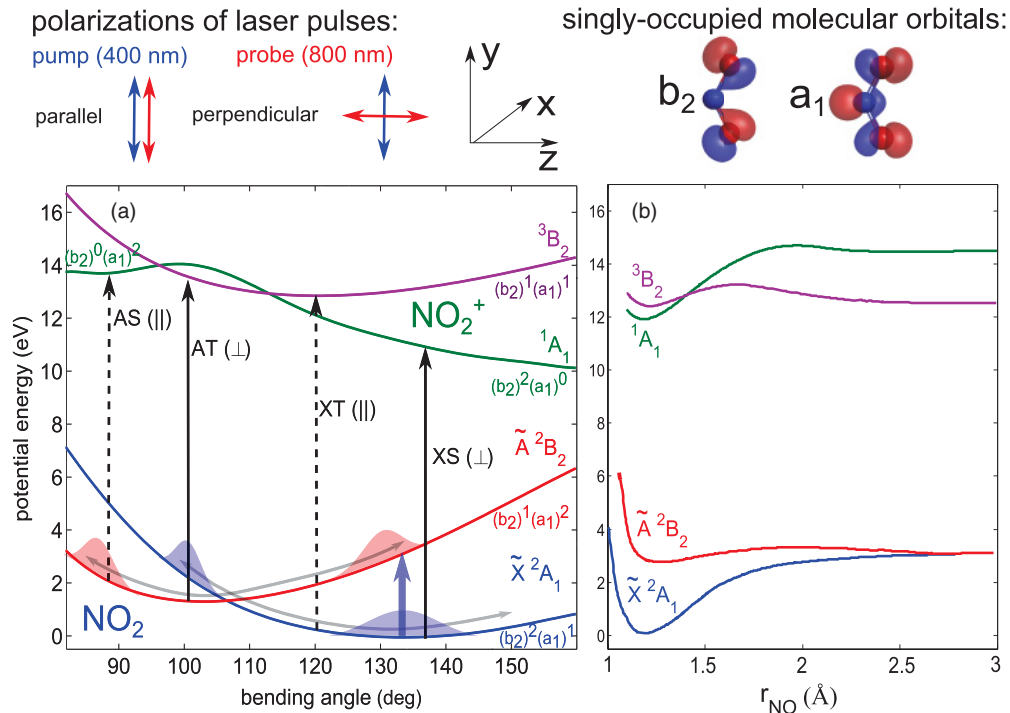 polarizations of laser pulses:
pump (400 nm)
probe (800 nm)
parallel
perpendicular
y
x
z
singly-occupied molecular orbitals:
b₂
a₁
(a)
potential energy (eV)
16
14
12
10
8
6
4
2
0
(b₂)⁰(a₁)²
³B₂
(b₂)¹(a₁)¹
AS (||)
AT (⊥)
NO₂⁺
¹A₁
(b₂)²(a₁)⁰
XT (||)
XS (⊥)
Ã ²B₂
(b₂)¹(a₁)²
X̃ ²A₁
NO₂
(b₂)²(a₁)¹
90 100 110 120 130 140 150
bending angle (deg)
(b)
16
14
12
10
8
6
4
2
0
³B₂
¹A₁
Ã ²B₂
X̃ ²A₁
1 1.5 2 2.5 3
r_NO (Å)